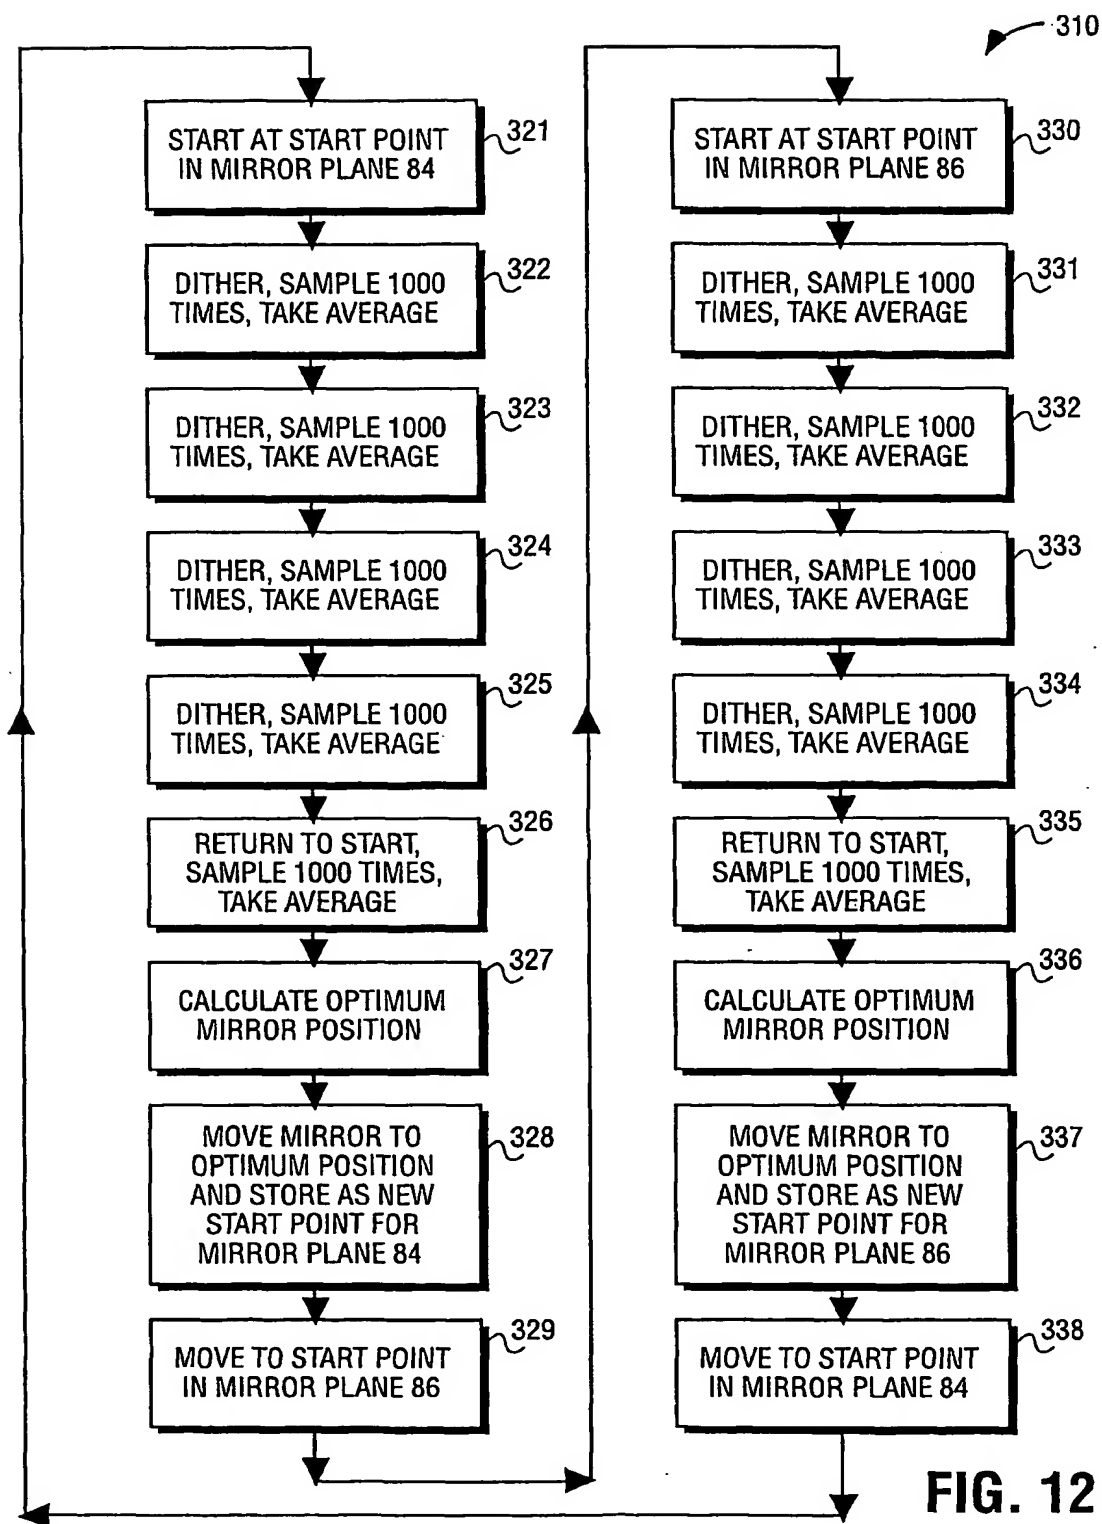 310
START AT START POINT
IN MIRROR PLANE 84
321
DITHER, SAMPLE 1000
TIMES, TAKE AVERAGE
322
DITHER, SAMPLE 1000
TIMES, TAKE AVERAGE
323
DITHER, SAMPLE 1000
TIMES, TAKE AVERAGE
324
DITHER, SAMPLE 1000
TIMES, TAKE AVERAGE
325
RETURN TO START,
SAMPLE 1000 TIMES,
TAKE AVERAGE
326
CALCULATE OPTIMUM
MIRROR POSITION
327
MOVE MIRROR TO
OPTIMUM POSITION
AND STORE AS NEW
START POINT FOR
MIRROR PLANE 84
328
MOVE TO START POINT
IN MIRROR PLANE 86
329
START AT START POINT
IN MIRROR PLANE 86
330
DITHER, SAMPLE 1000
TIMES, TAKE AVERAGE
331
DITHER, SAMPLE 1000
TIMES, TAKE AVERAGE
332
DITHER, SAMPLE 1000
TIMES, TAKE AVERAGE
333
DITHER, SAMPLE 1000
TIMES, TAKE AVERAGE
334
RETURN TO START,
SAMPLE 1000 TIMES,
TAKE AVERAGE
335
CALCULATE OPTIMUM
MIRROR POSITION
336
MOVE MIRROR TO
OPTIMUM POSITION
AND STORE AS NEW
START POINT FOR
MIRROR PLANE 86
337
MOVE TO START POINT
IN MIRROR PLANE 84
338
FIG. 12